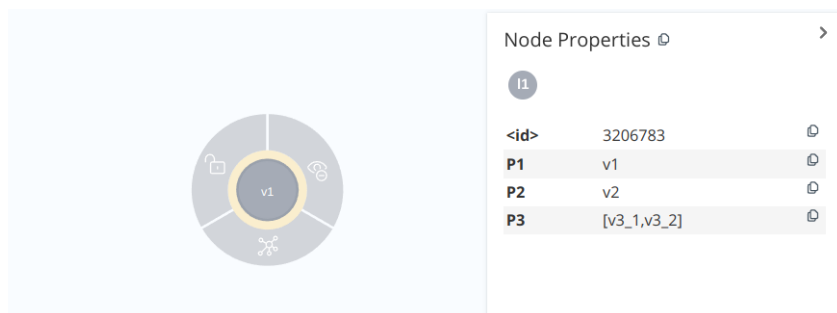 v1
Node Properties
l1
<id> 3206783
P1 v1
P2 v2
P3 [v3_1,v3_2]